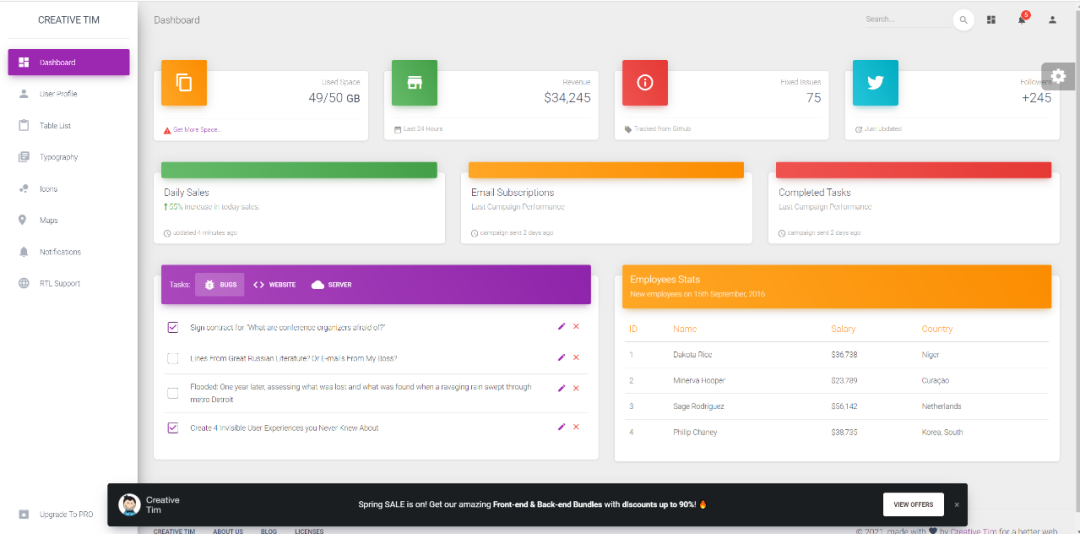 CREATIVE TIM
Dashboard
User Profile
Table List
Typography
Icons
Maps
Notifications
RTL Support
Upgrade To PRO
Dashboard
Search...
5
Used Space
49/50 GB
Get More Space...
Revenue
$34,245
Last 24 Hours
Fixed Issues
75
Tracked from Github
Followers
+245
Just Updated
Daily Sales
55% increase in today sales.
updated 4 minutes ago
Email Subscriptions
Last Campaign Performance
campaign sent 2 days ago
Completed Tasks
Last Campaign Performance
campaign sent 2 days ago
Tasks: BUGS WEBSITE SERVER
Sign contract for "What are conference organizers afraid of?"
Lines From Great Russian Literature? Or E-mails From My Boss?
Flooded: One year later, assessing what was lost and what was found when a ravaging rain swept through
metro Detroit
Create 4 Invisible User Experiences you Never Knew About
Employees Stats
New employees on 15th September, 2016
ID Name Salary Country
1 Dakota Rice $36,738 Niger
2 Minerva Hooper $23,789 Curaçao
3 Sage Rodriguez $56,142 Netherlands
4 Philip Chaney $38,735 Korea, South
Creative
Tim
Spring SALE is on! Get our amazing Front-end & Back-end Bundles with discounts up to 90%! 🔥
VIEW OFFERS
×
CREATIVE TIM ABOUT US BLOG LICENSES
© 2021, made with by Creative Tim for a better web.